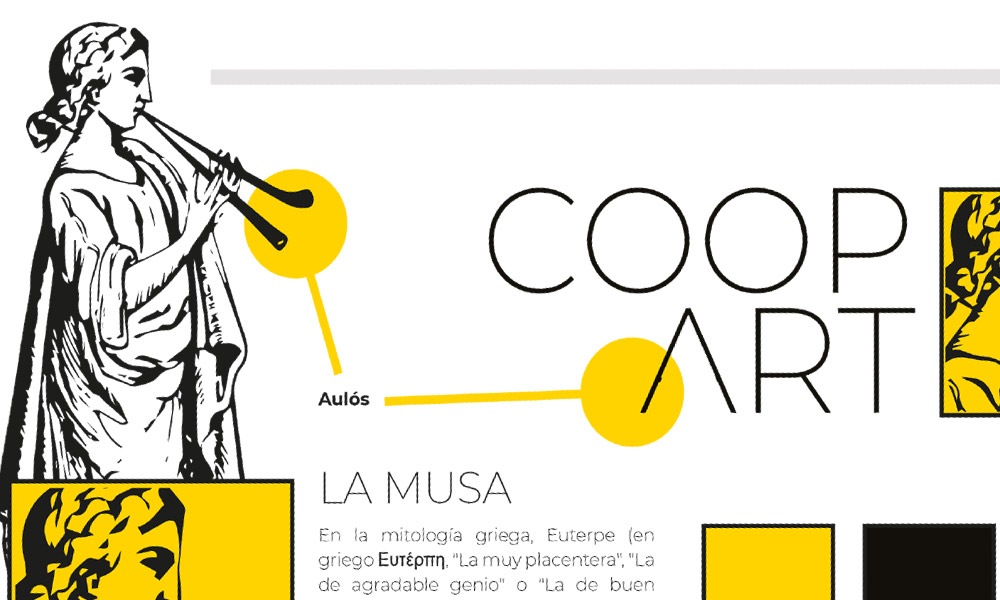 COOP
ART
Aulós
LA MUSA
En la mitología griega, Euterpe (en
griego Ευτέρπη, "La muy placentera", "La
de agradable genio" o "La de buen